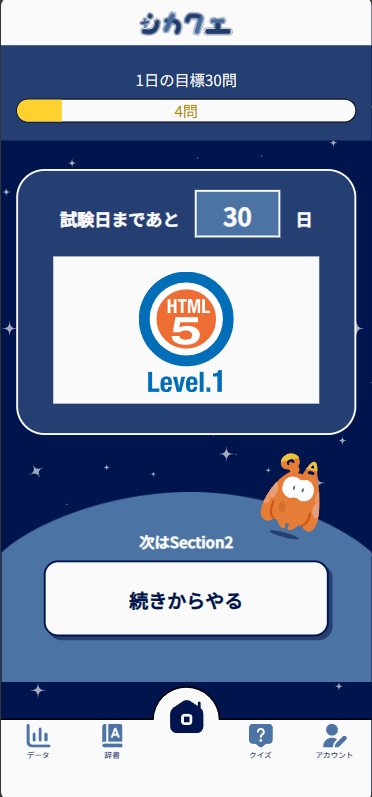 シカクエ
1日の目標30問
4問
試験日まであと 30 日
HTML
5
Level.1
次はSection2
続きからやる
データ 辞書 クイズ アカウント